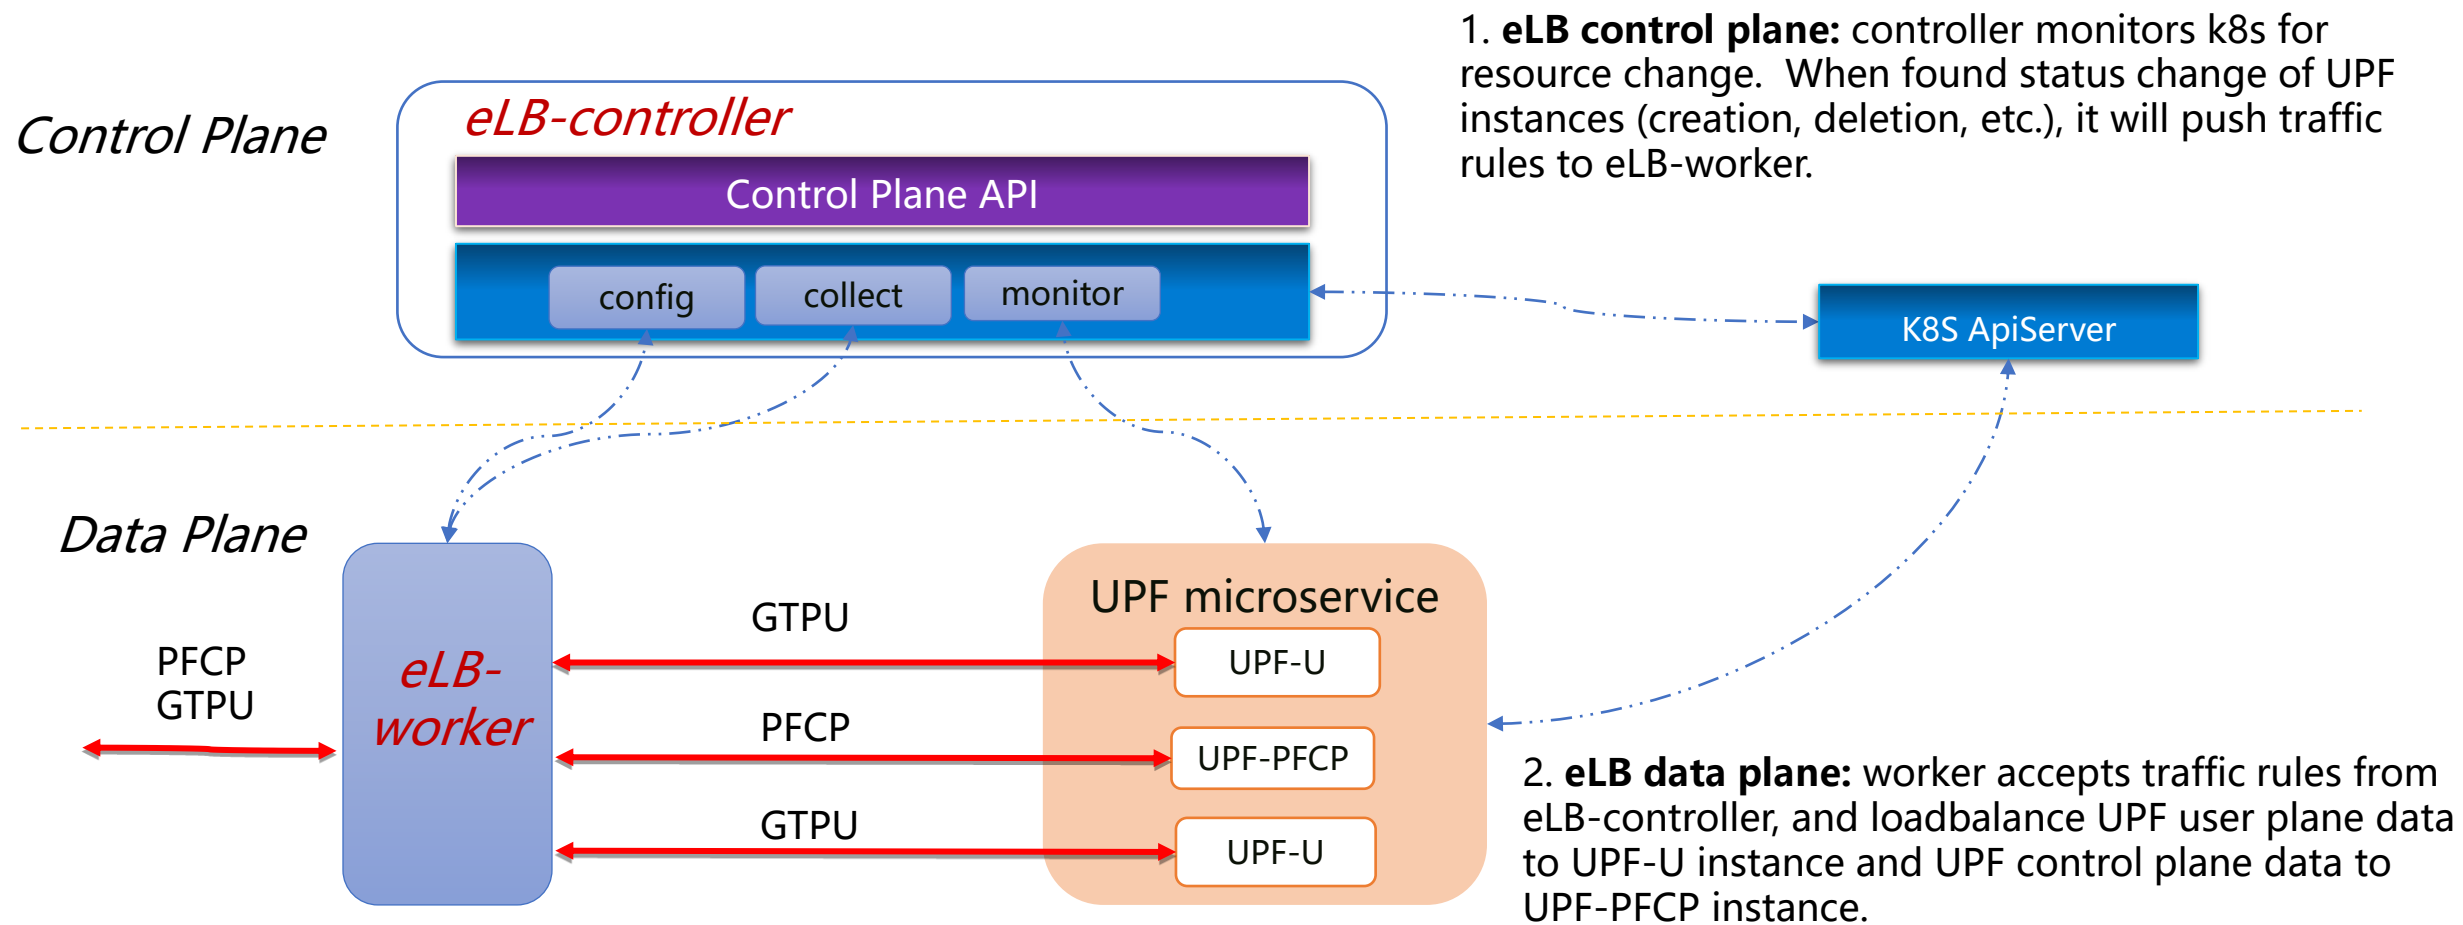 1. eLB control plane: controller monitors k8s for
resource change.  When found status change of UPF
instances (creation, deletion, etc.), it will push traffic
rules to eLB-worker.
Control Plane
eLB-controller
Control Plane API
config
collect
monitor
K8S ApiServer
Data Plane
PFCP
GTPU
eLB-
worker
GTPU
PFCP
GTPU
UPF microservice
UPF-U
UPF-PFCP
UPF-U
2. eLB data plane: worker accepts traffic rules from
eLB-controller, and loadbalance UPF user plane data
to UPF-U instance and UPF control plane data to
UPF-PFCP instance.